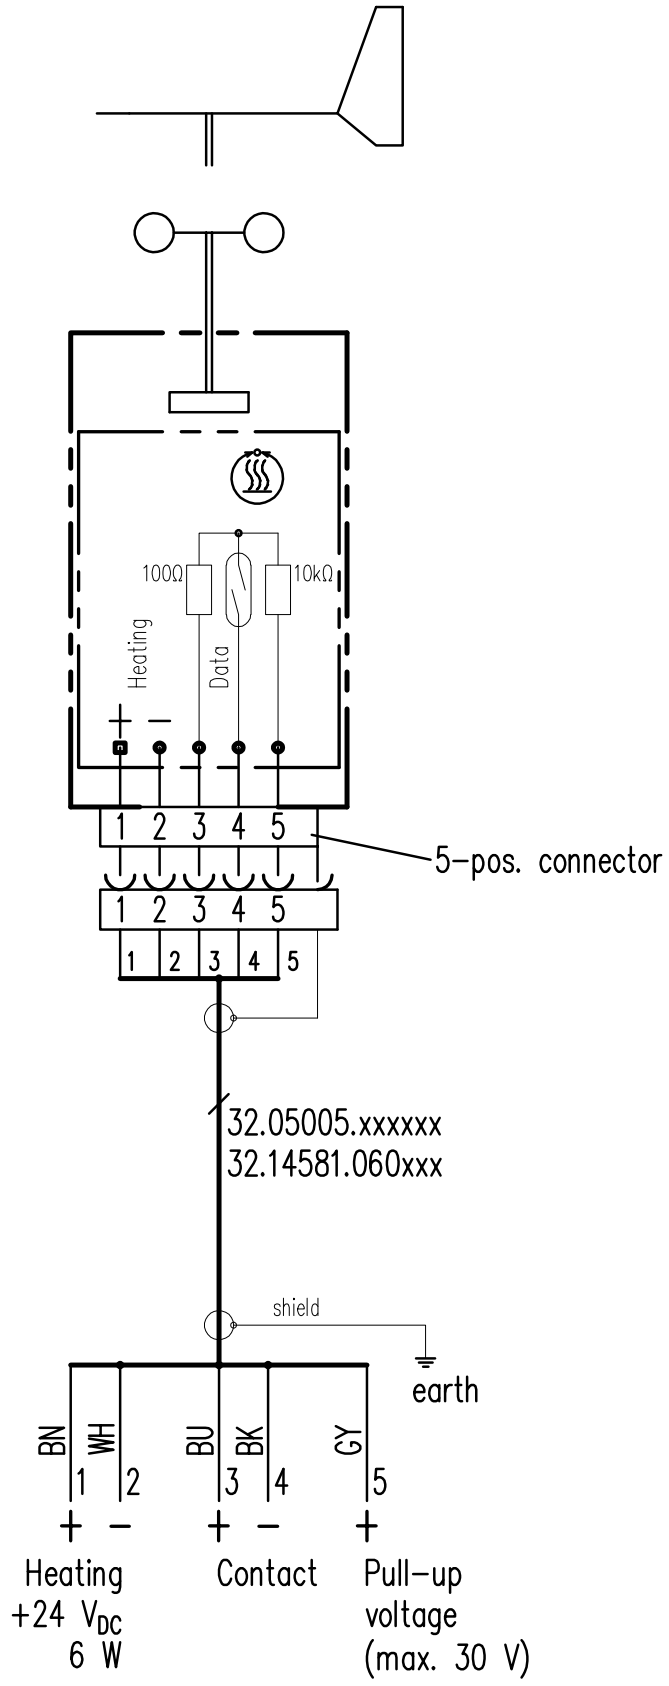 100Ω
10kΩ
Heating
Data
+ −
1 2 3 4 5
5-pos. connector
1 2 3 4 5
1 2 3 4 5
32.05005.xxxxxx
32.14581.060xxx
shield
earth
BN WH BU BK GY
1 2 3 4 5
+ − + − +
Heating Contact Pull-up
+24 VDC voltage
6 W (max. 30 V)